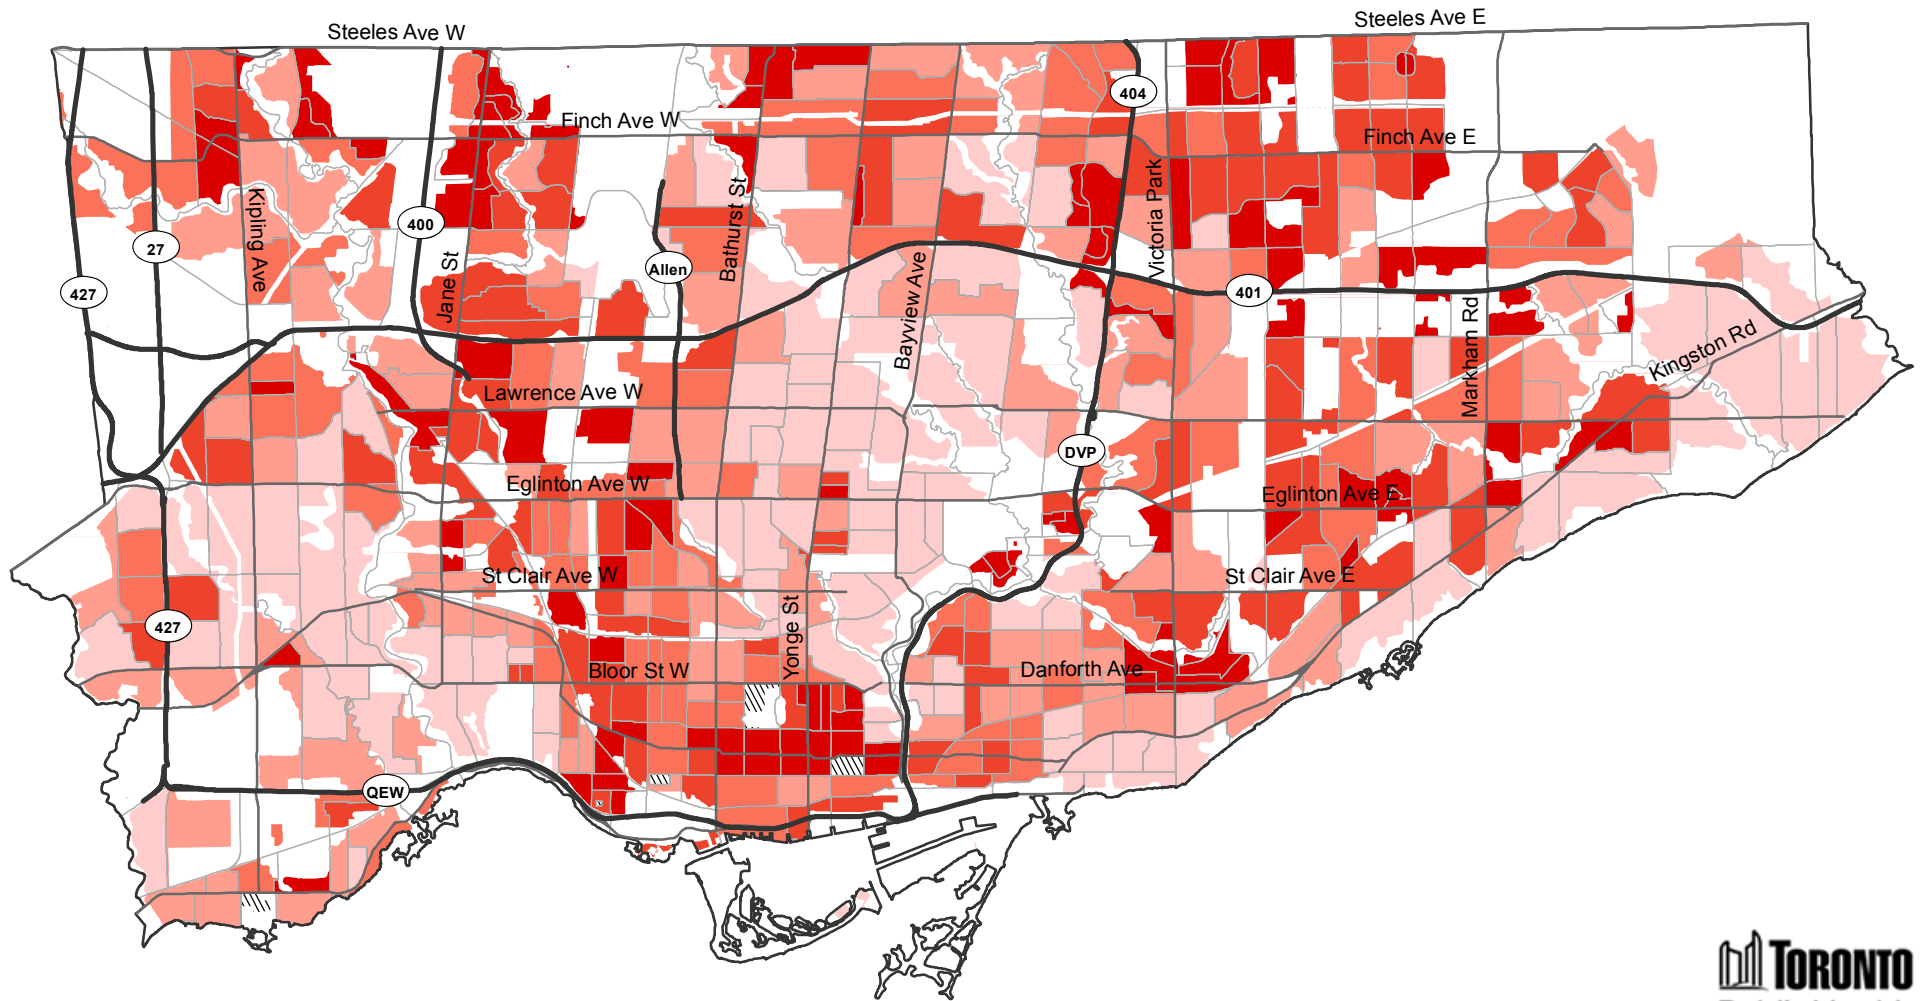 Steeles Ave W
Steeles Ave E
404
Finch Ave W
Finch Ave E
Kipling Ave
Bathurst St
Victoria Park
400
27
Allen
Jane St
427
401
Bayview Ave
Markham Rd
Kingston Rd
Lawrence Ave W
DVP
Eglinton Ave W
Eglinton Ave E
St Clair Ave W
St Clair Ave E
427
Yonge St
Bloor St W
Danforth Ave
QEW
TORONTO